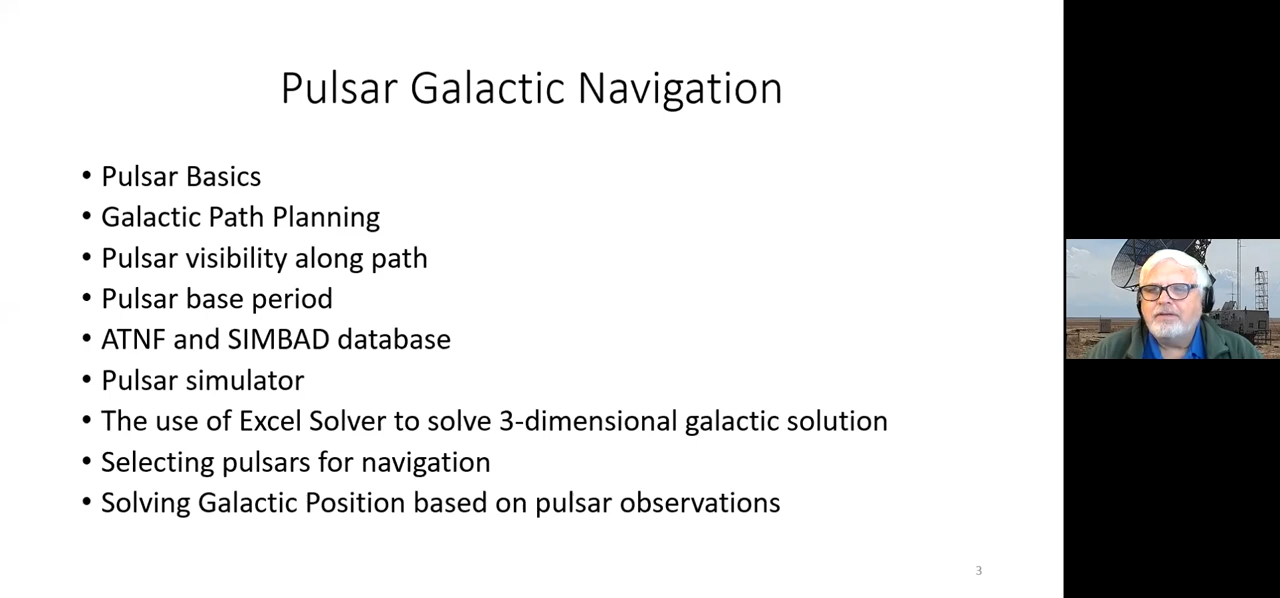 Pulsar Galactic Navigation
• Pulsar Basics
• Galactic Path Planning
• Pulsar visibility along path
• Pulsar base period
• ATNF and SIMBAD database
• Pulsar simulator
• The use of Excel Solver to solve 3-dimensional galactic solution
• Selecting pulsars for navigation
• Solving Galactic Position based on pulsar observations
3